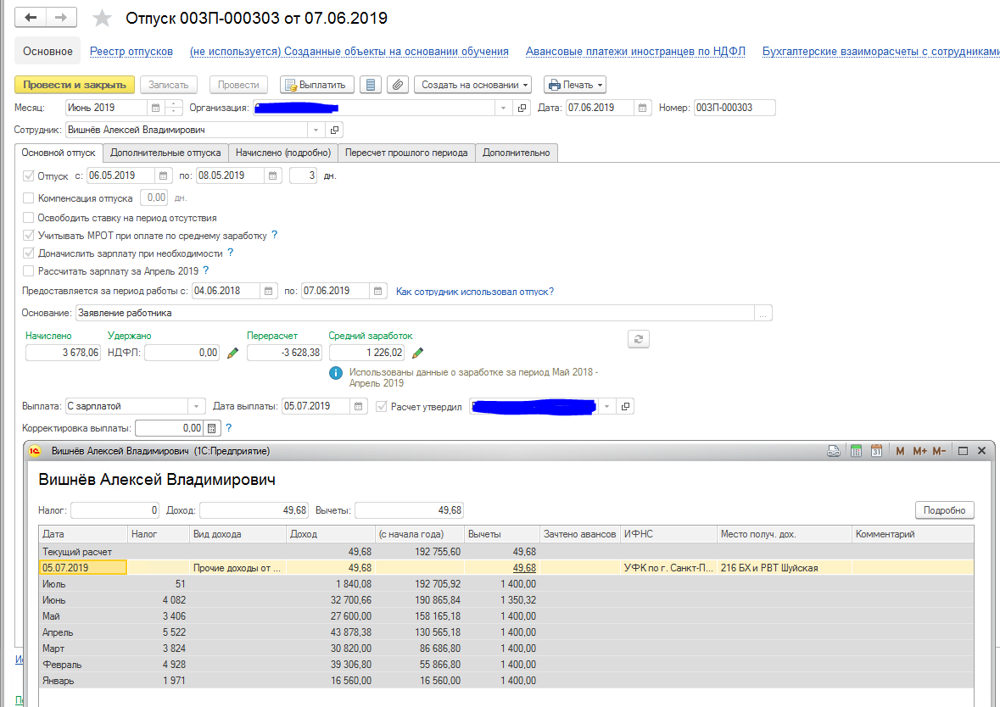 Отпуск 00ЗП-000303 от 07.06.2019
Основное Реестр отпусков (не используется) Созданные объекты на основании обучения Авансовые платежи иностранцев по НДФЛ Бухгалтерские взаиморасчеты с сотрудниками
Провести и закрыть Записать Провести Выплатить Создать на основании Печать
Месяц: Июнь 2019 Организация: Дата: 07.06.2019 Номер: 00ЗП-000303
Сотрудник: Вишнёв Алексей Владимирович
Основной отпуск Дополнительные отпуска Начислено (подробно) Пересчет прошлого периода Дополнительно
Отпуск с: 06.05.2019 по: 08.05.2019 3 дн.
Компенсация отпуска 0,00 дн.
Освободить ставку на период отсутствия
Учитывать МРОТ при оплате по среднему заработку ?
Доначислить зарплату при необходимости ?
Рассчитать зарплату за Апрель 2019 ?
Предоставляется за период работы с: 04.06.2018 по: 07.06.2019 Как сотрудник использовал отпуск?
Основание: Заявление работника ...
Начислено Удержано Перерасчет Средний заработок
3 678,06 НДФЛ: 0,00 -3 628,38 1 226,02
Использованы данные о заработке за период Май 2018 -
Апрель 2019
Выплата: С зарплатой Дата выплаты: 05.07.2019 Расчет утвердил
Корректировка выплаты: 0,00 ?
1С Вишнёв Алексей Владимирович (1С:Предприятие) 31 M M+ M-
Вишнёв Алексей Владимирович
Налог: 0 Доход: 49,68 Вычеты: 49,68 Подробно
Дата Налог Вид дохода Доход (с начала года) Вычеты Зачтено авансов ИФНС Место получ. дох. Комментарий
Текущий расчет 49,68 192 755,60 49,68
05.07.2019 Прочие доходы от ... 49,68 49,68 УФК по г. Санкт-П... 216 БХ и РВТ Шуйская
Июль 51 1 840,08 192 705,92 1 400,00
Июнь 4 082 32 700,66 190 865,84 1 350,32
Май 3 406 27 600,00 158 165,18 1 400,00
Апрель 5 522 43 878,38 130 565,18 1 400,00
Март 3 824 30 820,00 86 686,80 1 400,00
Февраль 4 928 39 306,80 55 866,80 1 400,00
Январь 1 971 16 560,00 16 560,00 1 400,00